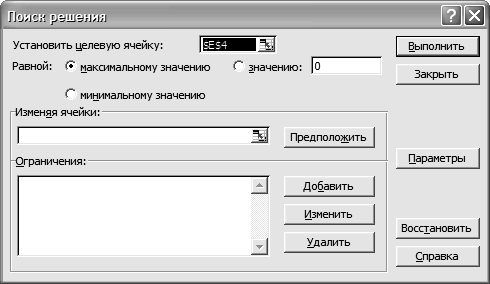 Поиск решения
Установить целевую ячейку: $E$4
Выполнить
Равной: максимальному значению значению: 0
Закрыть
минимальному значению
Изменяя ячейки:
Предположить
Параметры
Ограничения:
Добавить
Изменить
Восстановить
Удалить
Справка